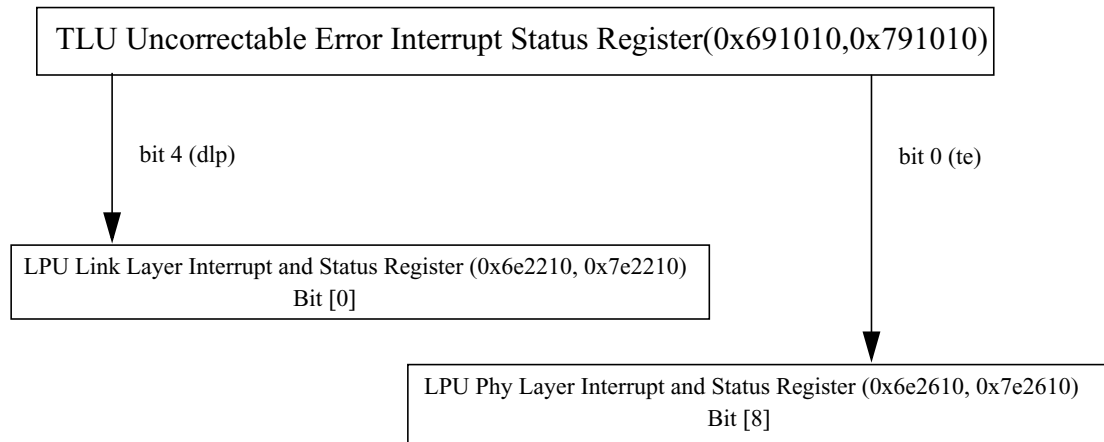 TLU Uncorrectable Error Interrupt Status Register(0x691010,0x791010)
bit 4 (dlp)
bit 0 (te)
LPU Link Layer Interrupt and Status Register (0x6e2210, 0x7e2210)
Bit [0]
LPU Phy Layer Interrupt and Status Register (0x6e2610, 0x7e2610)
Bit [8]